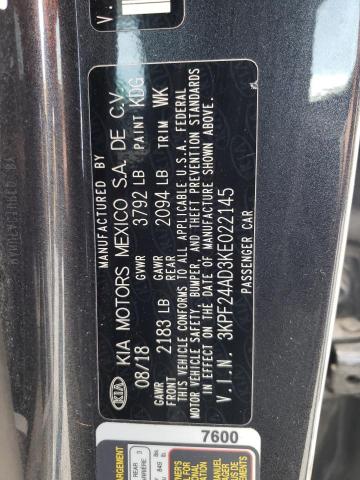 MANUFACTURED BY
KIA KIA MOTORS MEXICO S.A. DE C.V.
08/18 GVWR 3792 LB PAINT KDG
GAWR FRONT 2183 LB GAWR REAR 2094 LB TRIM WK
THIS VEHICLE CONFORMS TO ALL APPLICABLE U.S.A. FEDERAL
MOTOR VEHICLE SAFETY, BUMPER, AND THEFT PREVENTION STANDARDS
IN EFFECT ON THE DATE OF MANUFACTURE SHOWN ABOVE.
V.I.N. 3KPF24AD3KE022145
PASSENGER CAR
7600
REAR 3